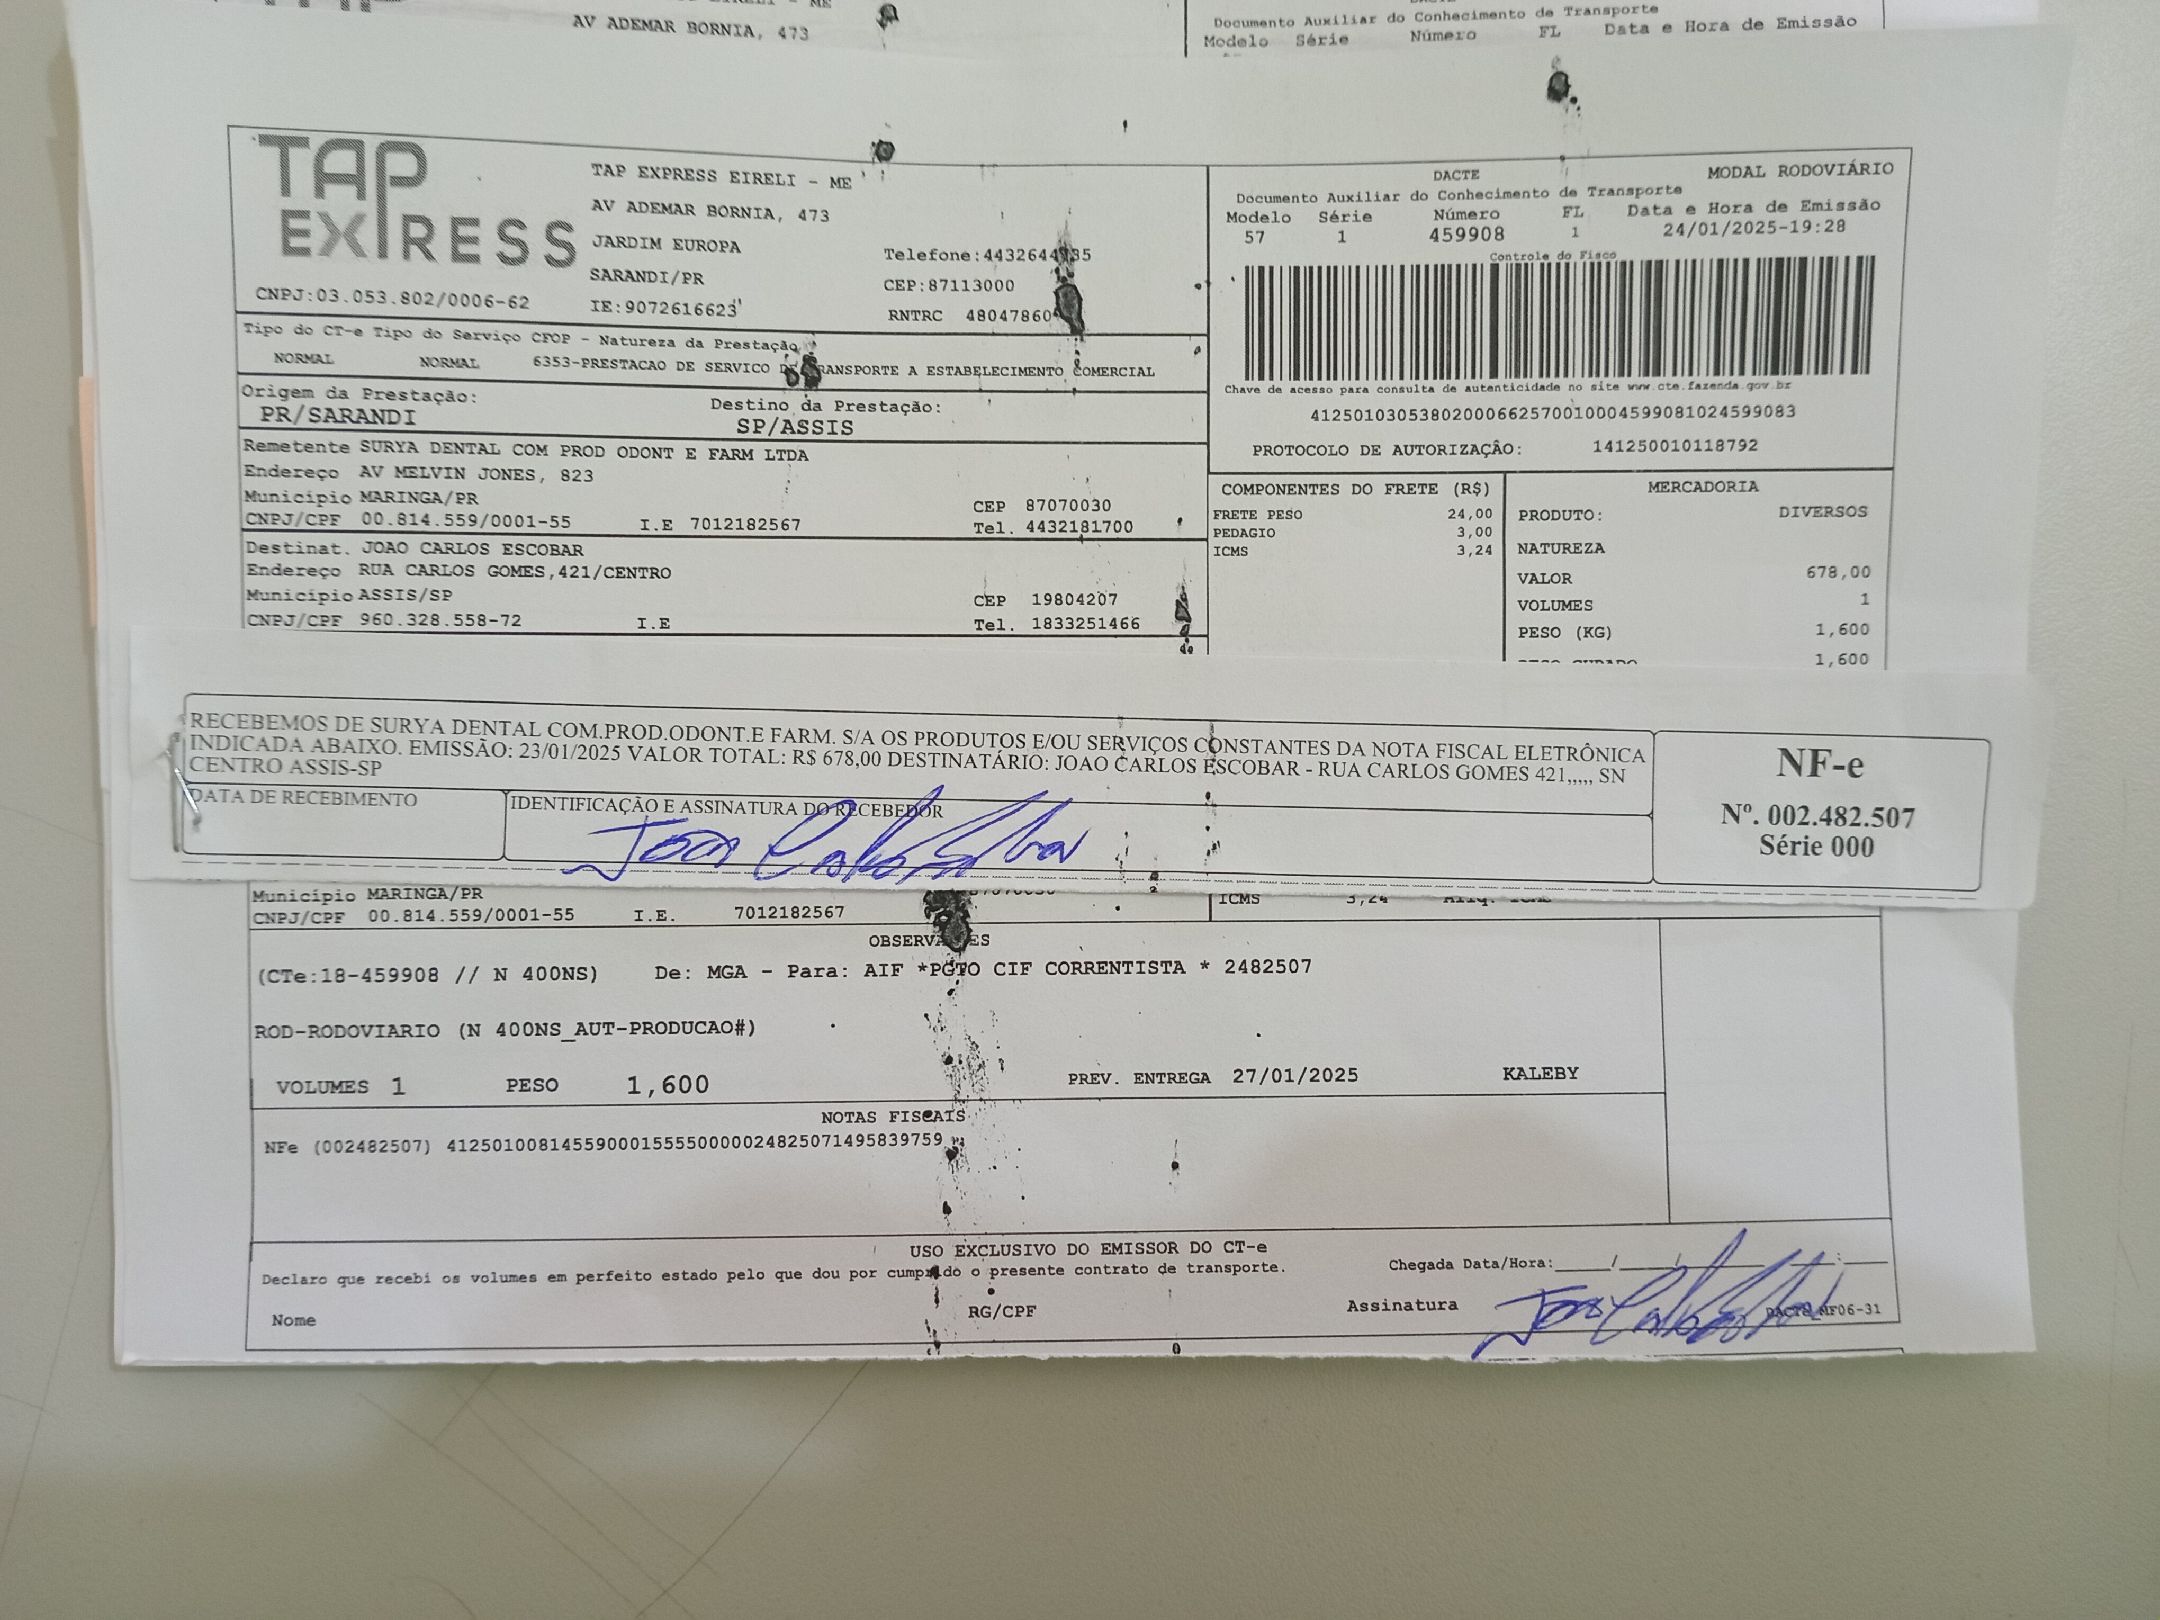 AV ADEMAR BORNIA, 473
Documento Auxiliar do Conhecimento de Transporte
Modelo Série Número FL Data e Hora de Emissão
TAP EXPRESS
CNPJ:03.053.802/0006-62
TAP EXPRESS EIRELI - ME
AV ADEMAR BORNIA, 473
JARDIM EUROPA
SARANDI/PR
IE:9072616623
CEP:87113000
RNTRC 48047860
DACTE MODAL RODOVIÁRIO
Documento Auxiliar do Conhecimento de Transporte
Modelo Série Número FL Data e Hora de Emissão
57 1 459908 1 24/01/2025-19:28
Controle do Fisco
Chave de acesso para consulta de autenticidade no site www.cte.fazenda.gov.br
41250103053802000662570010004599081024599083
PROTOCOLO DE AUTORIZAÇÂO: 141250010118792
Tipo do CT-e Tipo do Serviço CFOP - Natureza da Prestação
NORMAL NORMAL 6353-PRESTACAO DE SERVICO DE TRANSPORTE A ESTABELECIMENTO COMERCIAL
Origem da Prestação: Destino da Prestação:
PR/SARANDI SP/ASSIS
Remetente SURYA DENTAL COM PROD ODONT E FARM LTDA
Endereço AV MELVIN JONES, 823
Município MARINGA/PR CEP 87070030
CNPJ/CPF 00.814.559/0001-55 I.E 7012182567 Tel. 4432181700
Destinat. JOAO CARLOS ESCOBAR
Endereço RUA CARLOS GOMES,421/CENTRO
Município ASSIS/SP CEP 19804207
CNPJ/CPF 960.328.558-72 I.E Tel. 1833251466
COMPONENTES DO FRETE (R$)
FRETE PESO 24,00
PEDAGIO 3,00
ICMS 3,24
MERCADORIA
PRODUTO: DIVERSOS
NATUREZA
VALOR 678,00
VOLUMES 1
PESO (KG) 1,600
1,600
RECEBEMOS DE SURYA DENTAL COM.PROD.ODONT.E FARM. S/A OS PRODUTOS E/OU SERVIÇOS CONSTANTES DA NOTA FISCAL ELETRÔNICA
INDICADA ABAIXO. EMISSÃO: 23/01/2025 VALOR TOTAL: R$ 678,00 DESTINATÁRIO: JOAO CARLOS ESCOBAR - RUA CARLOS GOMES 421,,,,, SN
CENTRO ASSIS-SP
DATA DE RECEBIMENTO
IDENTIFICAÇÃO E ASSINATURA DO RECEBEDOR
NF-e
Nº. 002.482.507
Série 000
Município MARINGA/PR
CNPJ/CPF 00.814.559/0001-55 I.E. 7012182567
ICMS 3,24
OBSERVAÇÕES
(CTe:18-459908 // N 400NS) De: MGA - Para: AIF *PGTO CIF CORRENTISTA * 2482507
ROD-RODOVIARIO (N 400NS_AUT-PRODUCAO#)
VOLUMES 1 PESO 1,600 PREV. ENTREGA 27/01/2025 KALEBY
NOTAS FISCAIS
NFe (002482507) 41250100814559000155550000024825071495839759
USO EXCLUSIVO DO EMISSOR DO CT-e
Declaro que recebi os volumes em perfeito estado pelo que dou por cumprido o presente contrato de transporte.
Chegada Data/Hora:
Nome RG/CPF Assinatura
DACTE MF06-31